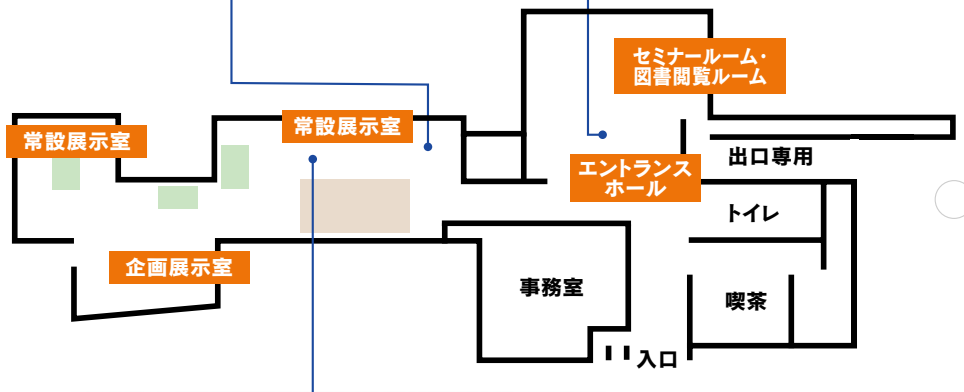 セミナールーム・
図書閲覧ルーム
常設展示室
常設展示室
出口専用
エントランス
ホール
トイレ
企画展示室
事務室
喫茶
入口